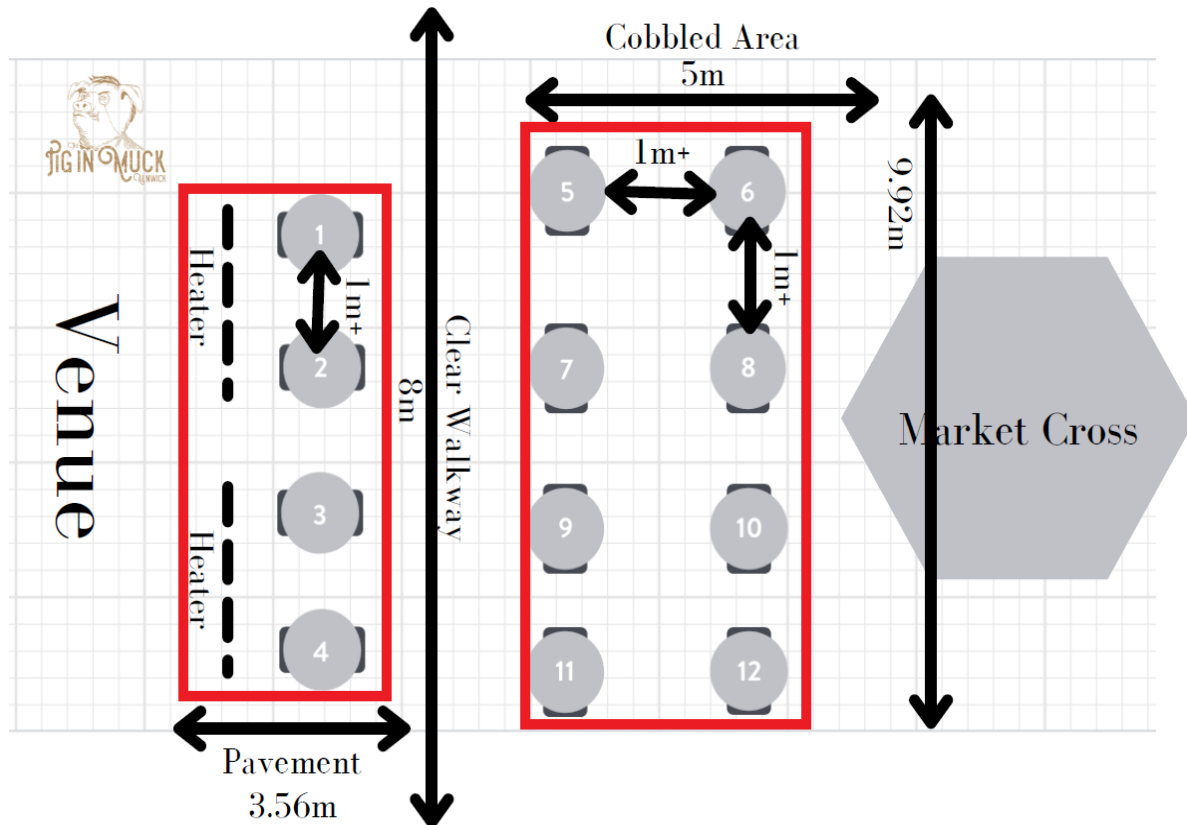 Cobbled Area
5m
PIG IN MUCK
1m+
5
6
9.92m
1
Heater
1m+
1m+
Venue
Clear Walkway
8m
2
7
8
Market Cross
3
9
10
Heater
4
11
12
Pavement
3.56m